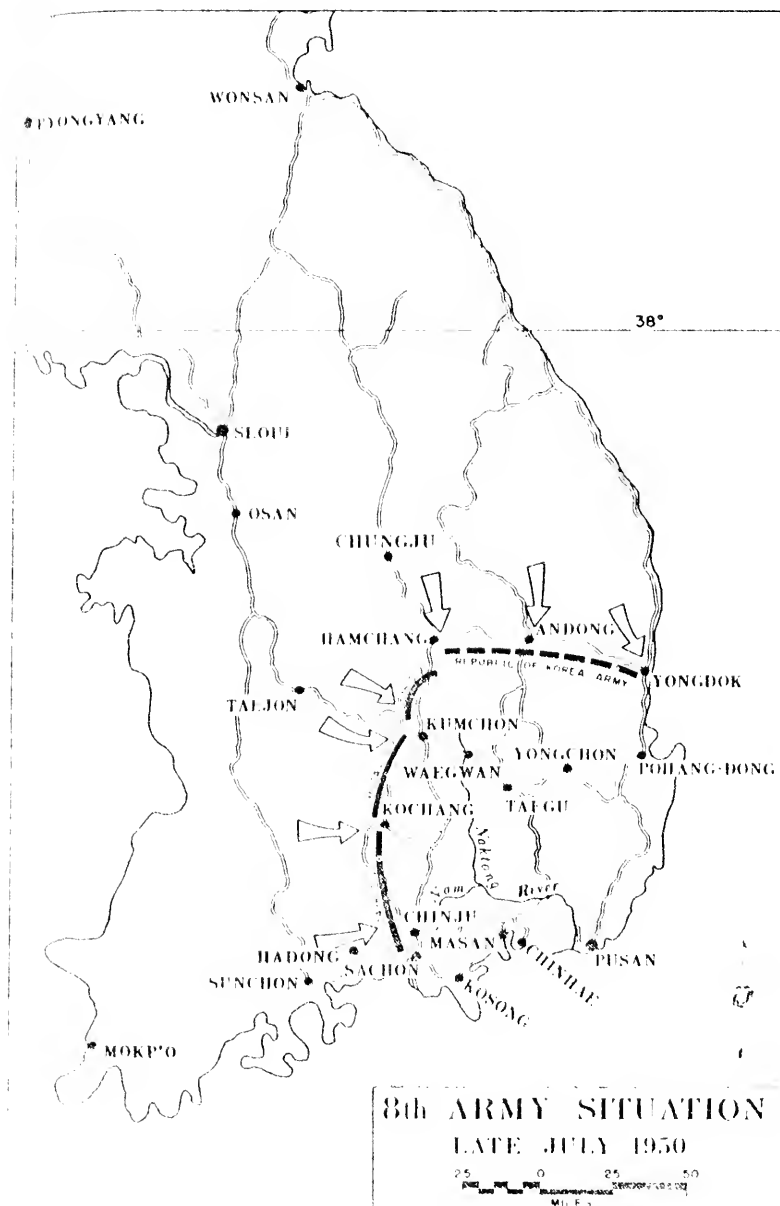 WONSAN
PYONGYANG
38°
SEOUL
OSAN
CHUNGJU
HAMCHANG
ANDONG
REPUBLIC OF KOREA ARMY
YONGDOK
TAEJON
KUMCHON
WAEGWAN
YONGCHON
POHANG-DONG
TAEGU
KOCHANG
Naktong
Nam River
CHINJU
MASAN
CHINHAE
PUSAN
HADONG
SACHON
SUNCHON
KOSONG
MOKP'O
8th ARMY SITUATION
LATE JULY 1950
25 0 25 50
MILES